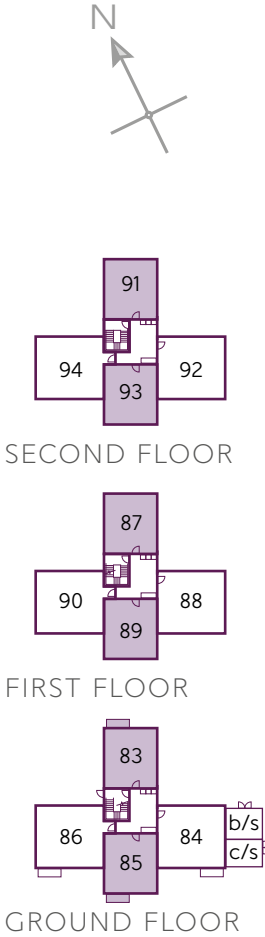 N
91
94
92
93
SECOND FLOOR
87
90
88
89
FIRST FLOOR
83
b/s
86
84
c/s
85
GROUND FLOOR